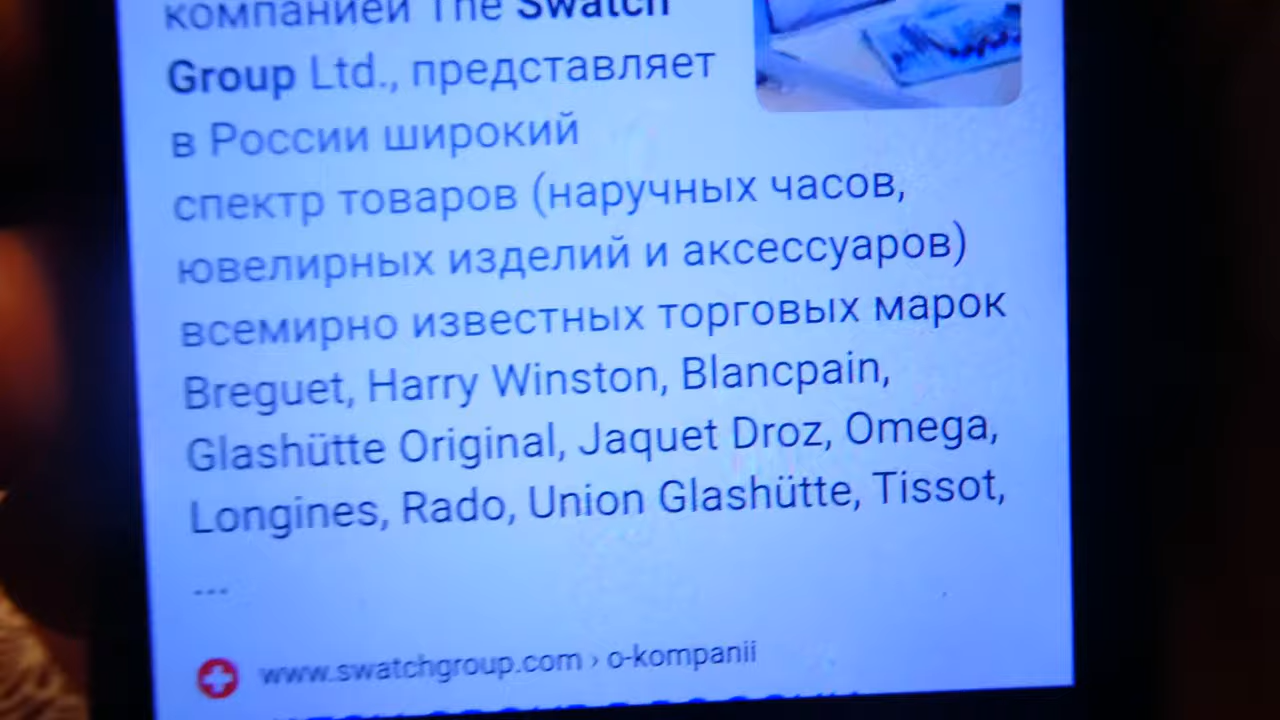 компанией The Swatch
Group Ltd., представляет
в России широкий
спектр товаров (наручных часов,
ювелирных изделий и аксессуаров)
всемирно известных торговых марок
Breguet, Harry Winston, Blancpain,
Glashütte Original, Jaquet Droz, Omega,
Longines, Rado, Union Glashütte, Tissot,
...
www.swatchgroup.com › o-kompanii